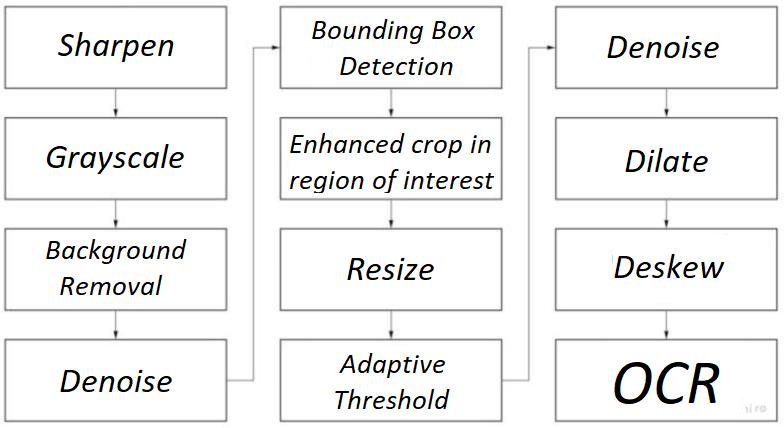 Sharpen
Grayscale
Background
Removal
Denoise
Bounding Box
Detection
Enhanced crop in
region of interest
Resize
Adaptive
Threshold
Denoise
Dilate
Deskew
OCR